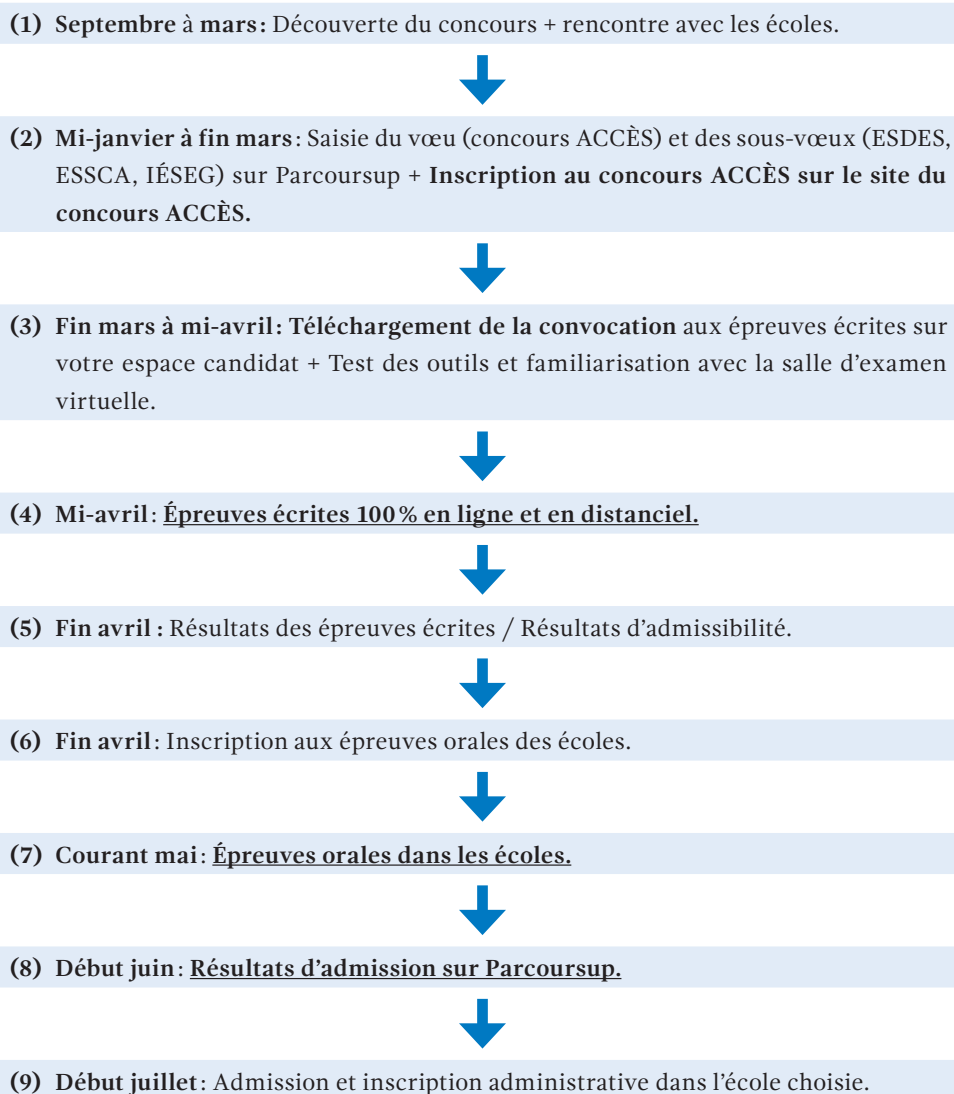 (1) Septembre à mars : Découverte du concours + rencontre avec les écoles.
(2) Mi-janvier à fin mars : Saisie du vœu (concours ACCÈS) et des sous-vœux (ESDES,
ESSCA, IÉSEG) sur Parcoursup + Inscription au concours ACCÈS sur le site du
concours ACCÈS.
(3) Fin mars à mi-avril : Téléchargement de la convocation aux épreuves écrites sur
votre espace candidat + Test des outils et familiarisation avec la salle d’examen
virtuelle.
(4) Mi-avril : Épreuves écrites 100 % en ligne et en distanciel.
(5) Fin avril : Résultats des épreuves écrites / Résultats d’admissibilité.
(6) Fin avril : Inscription aux épreuves orales des écoles.
(7) Courant mai : Épreuves orales dans les écoles.
(8) Début juin : Résultats d’admission sur Parcoursup.
(9) Début juillet : Admission et inscription administrative dans l’école choisie.